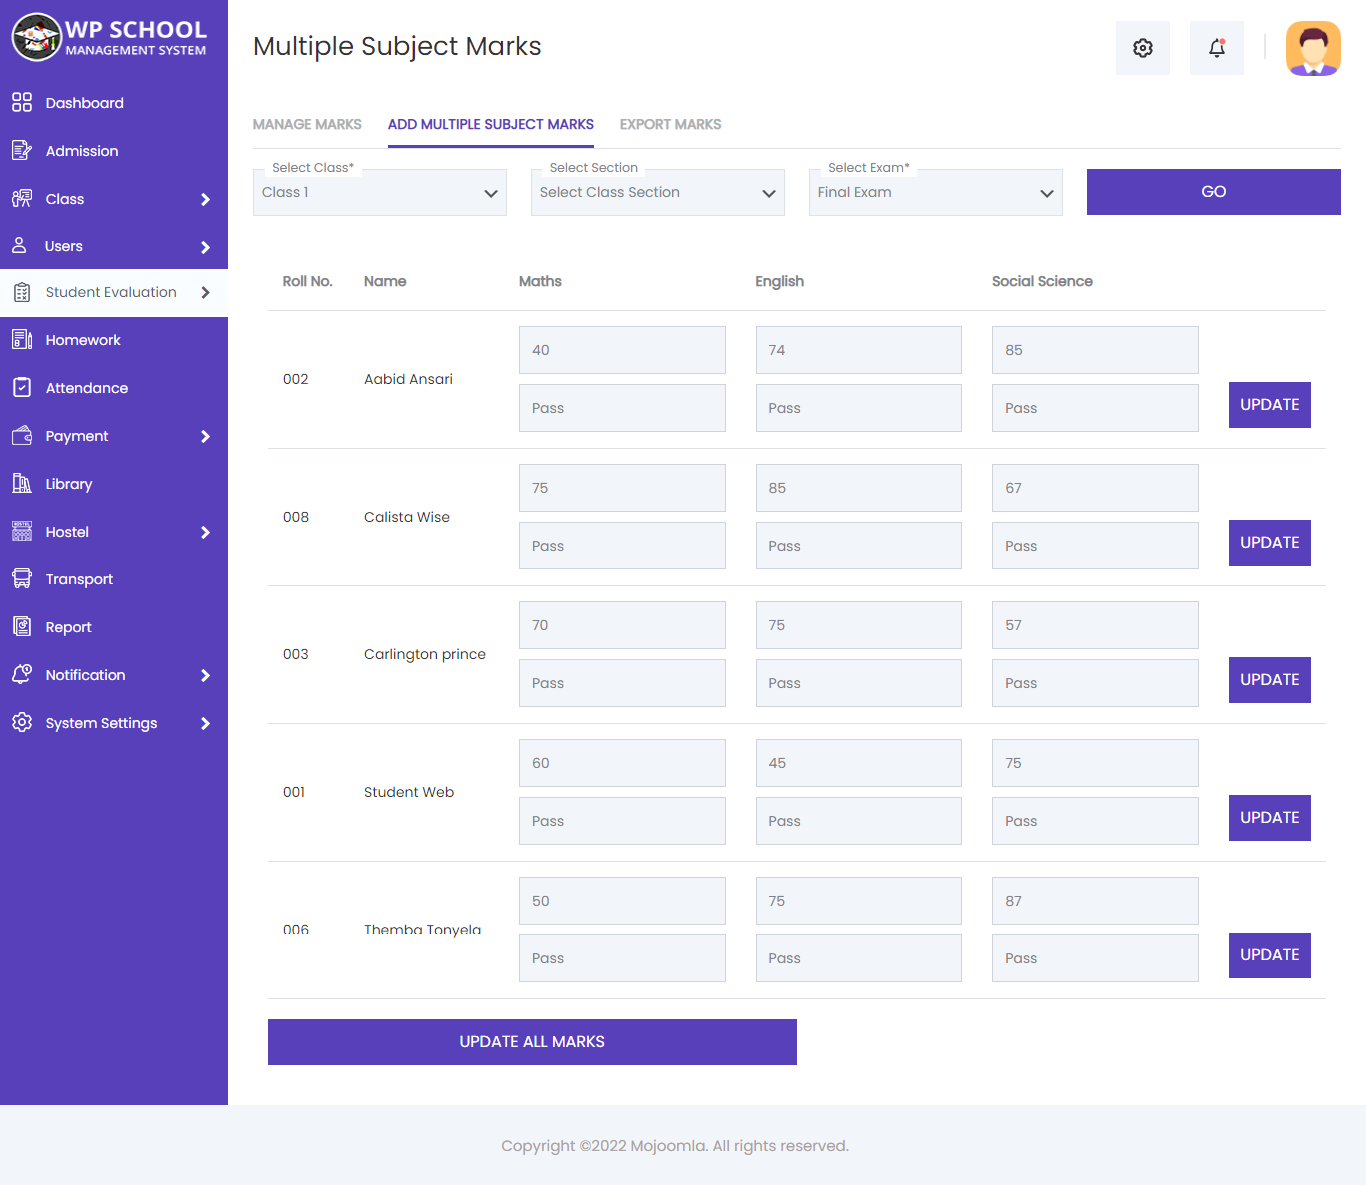 WP SCHOOL
MANAGEMENT SYSTEM
Dashboard
Admission
Class
Users
Student Evaluation
Homework
Attendance
Payment
Library
HOSTEL
Hostel
Transport
Report
Notification
System Settings
Multiple Subject Marks
MANAGE MARKS ADD MULTIPLE SUBJECT MARKS EXPORT MARKS
Select Class* Select Section Select Exam*
Class 1 Select Class Section Final Exam GO
Roll No. Name Maths English Social Science
40 74 85
002 Aabid Ansari
Pass Pass Pass UPDATE
75 85 67
008 Calista Wise
Pass Pass Pass UPDATE
70 75 57
003 Carlington prince
Pass Pass Pass UPDATE
60 45 75
001 Student Web
Pass Pass Pass UPDATE
50 75 87
006 Themba Tonyela
Pass Pass Pass UPDATE
UPDATE ALL MARKS
Copyright ©2022 Mojoomla. All rights reserved.